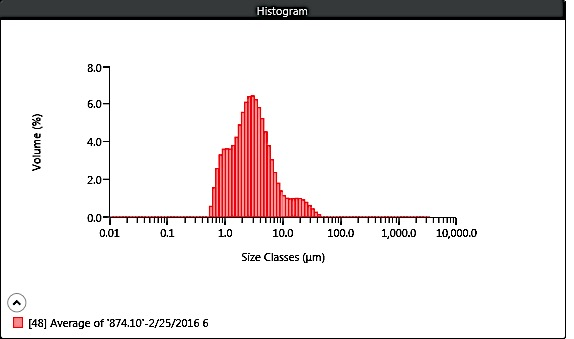 Histogram
8.0
6.0
4.0
2.0
0.0
Volume (%)
0.01 0.1 1.0 10.0 100.0 1,000.0 10,000.0
Size Classes (μm)
[48] Average of '874.10'-2/25/2016 6